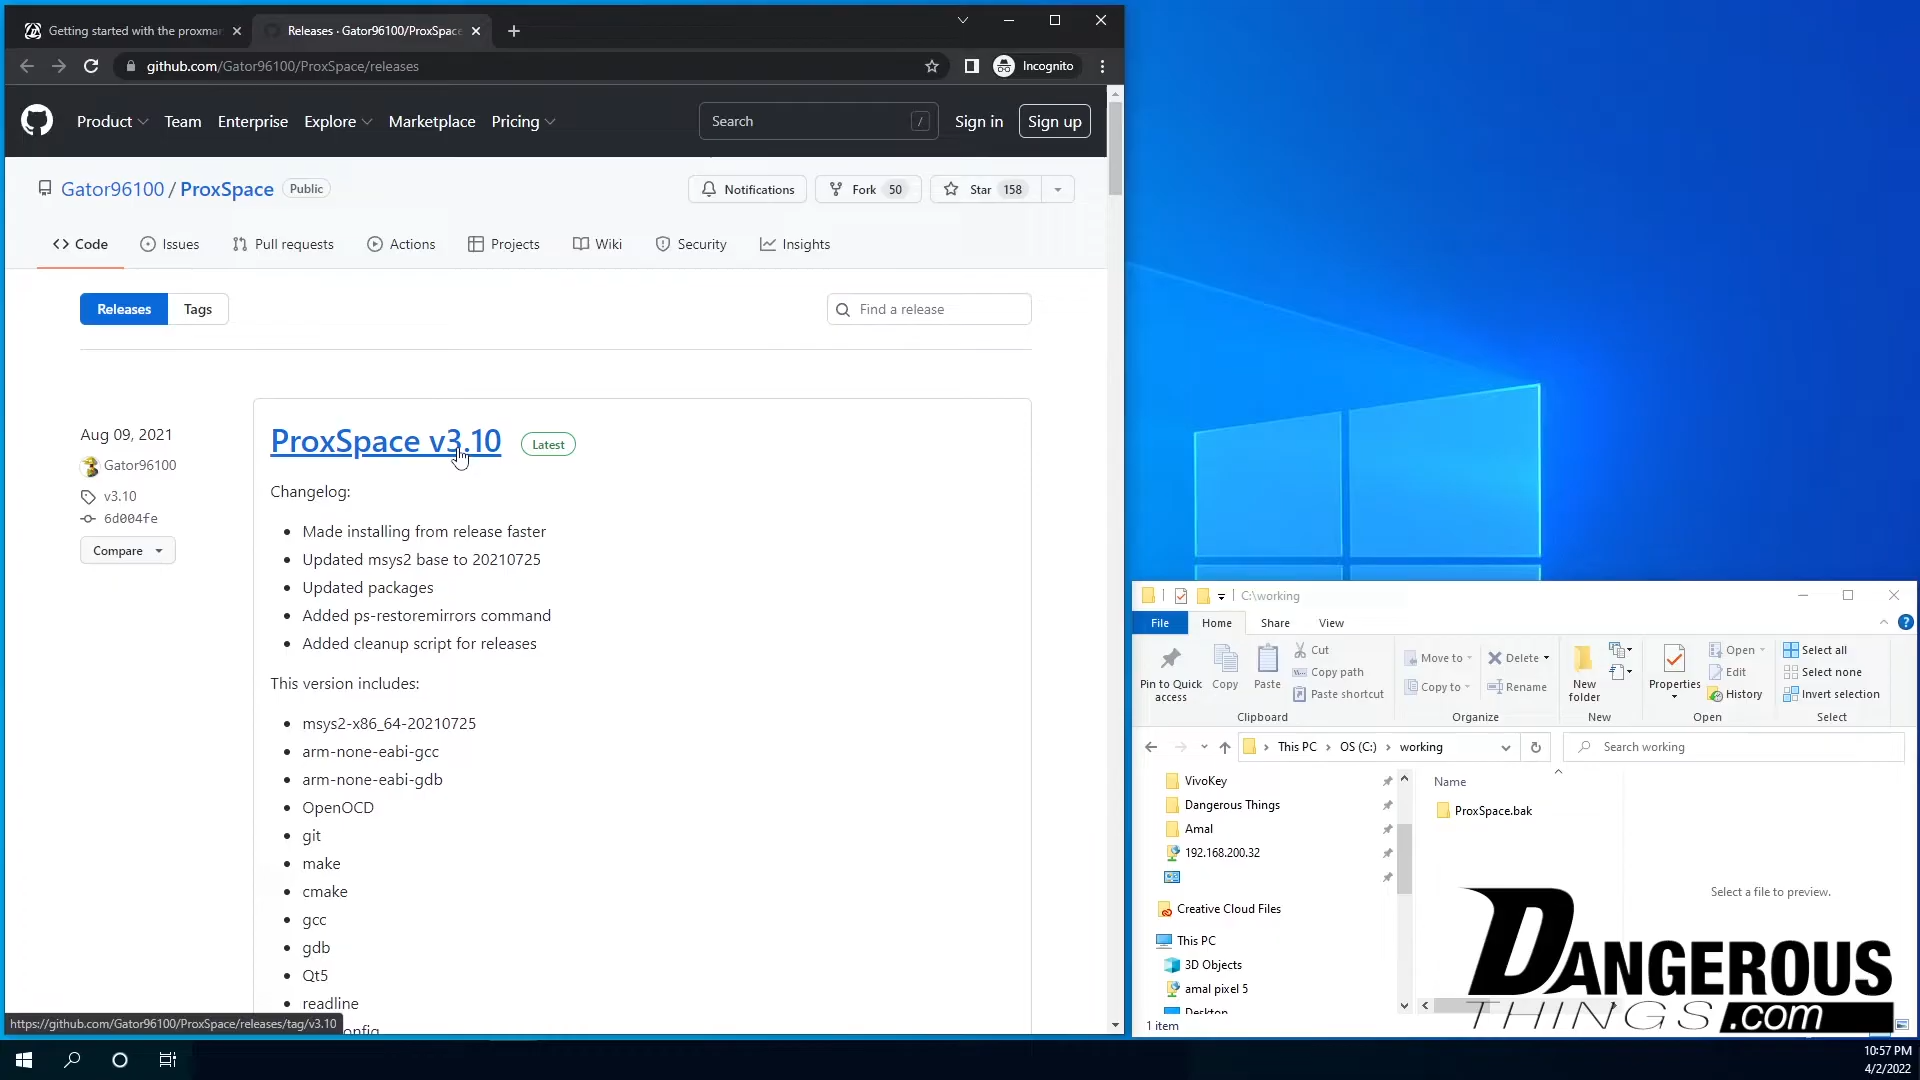 Getting started with the proxmar
Releases · Gator96100/ProxSpace
github.com/Gator96100/ProxSpace/releases
Incognito
Product
Team
Enterprise
Explore
Marketplace
Pricing
Search
/
Sign in
Sign up
Gator96100 / ProxSpace
Public
Notifications
Fork 50
Star 158
Code
Issues
Pull requests
Actions
Projects
Wiki
Security
Insights
Releases
Tags
Find a release
Aug 09, 2021
Gator96100
v3.10
6d004fe
Compare
ProxSpace v3.10
Latest
Changelog:
Made installing from release faster
Updated msys2 base to 20210725
Updated packages
Added ps-restoremirrors command
Added cleanup script for releases
This version includes:
msys2-x86_64-20210725
arm-none-eabi-gcc
arm-none-eabi-gdb
OpenOCD
git
make
cmake
gcc
gdb
Qt5
readline
https://github.com/Gator96100/ProxSpace/releases/tag/v3.10
C:\working
File
Home
Share
View
Pin to Quick access
Copy
Paste
Cut
Copy path
Paste shortcut
Clipboard
Move to
Copy to
Delete
Rename
Organize
New folder
New
Properties
Open
Edit
History
Open
Select all
Select none
Invert selection
Select
This PC
OS (C:)
working
Search working
VivoKey
Dangerous Things
Amal
192.168.200.32
Creative Cloud Files
This PC
3D Objects
amal pixel 5
Desktop
Name
ProxSpace.bak
Select a file to preview.
1 item
DANGEROUS
THINGS.com
10:57 PM
4/2/2022